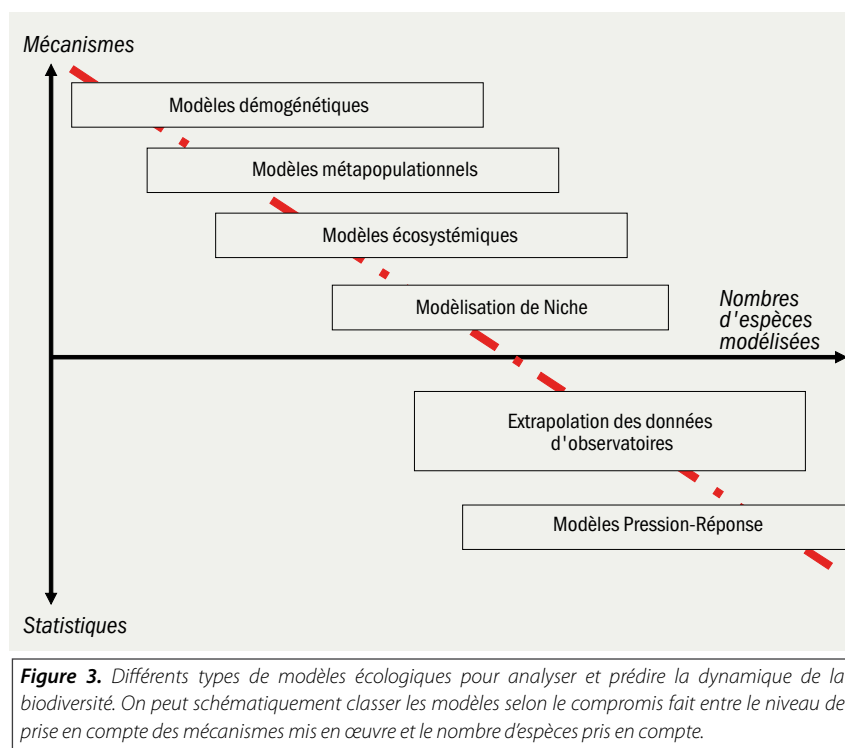 Mécanismes
Modèles démogénétiques
Modèles métapopulationnels
Modèles écosystémiques
Modèlisation de Niche
Nombres
d'espèces
modélisées
Extrapolation des données
d'observatoires
Modèles Pression-Réponse
Statistiques
Figure 3. Différents types de modèles écologiques pour analyser et prédire la dynamique de la
biodiversité. On peut schématiquement classer les modèles selon le compromis fait entre le niveau de
prise en compte des mécanismes mis en œuvre et le nombre d'espèces pris en compte.